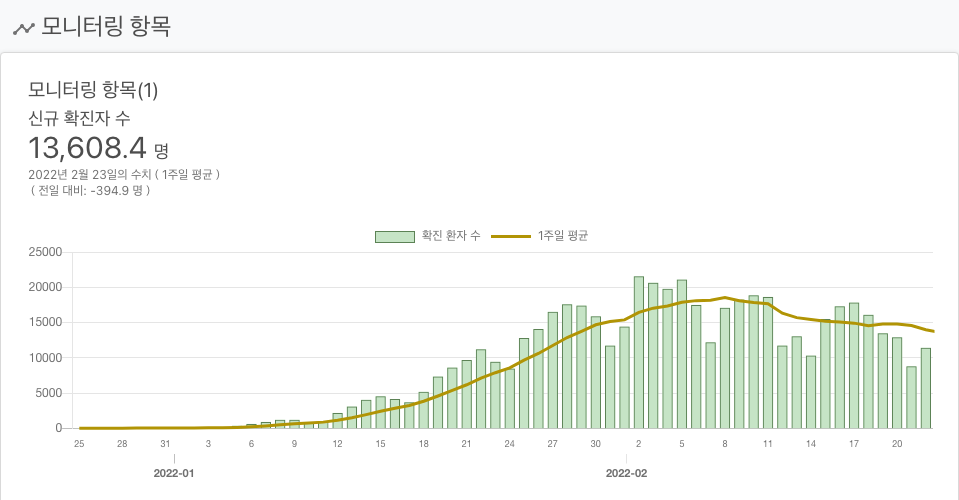 모니터링 항목
모니터링 항목(1)
신규 확진자 수
13,608.4 명
2022년 2월 23일의 수치 ( 1주일 평균 )
( 전일 대비: -394.9 명 )
확진 환자 수 1주일 평균
25000
20000
15000
10000
5000
0
25 28 31 3 6 9 12 15 18 21 24 27 30 2 5 8 11 14 17 20
2022-01 2022-02